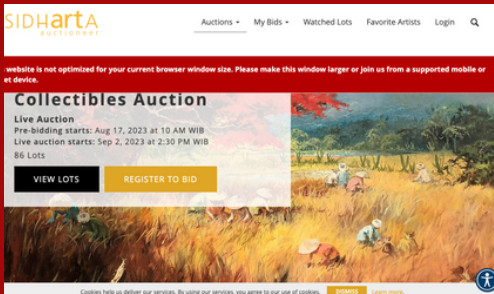 SIDHartA
auctioneer
Auctions
My Bids
Watched Lots
Favorite Artists
Login
website is not optimized for your current browser window size. Please make this window larger or join us from a supported mobile or
et device.
Collectibles Auction
Live Auction
Pre-bidding starts: Aug 17, 2023 at 10 AM WIB
Live auction starts: Sep 2, 2023 at 2:30 PM WIB
86 Lots
VIEW LOTS
REGISTER TO BID
Cookies help us deliver our services. By using our services, you agree to our use of cookies.
DISMISS
Learn more.